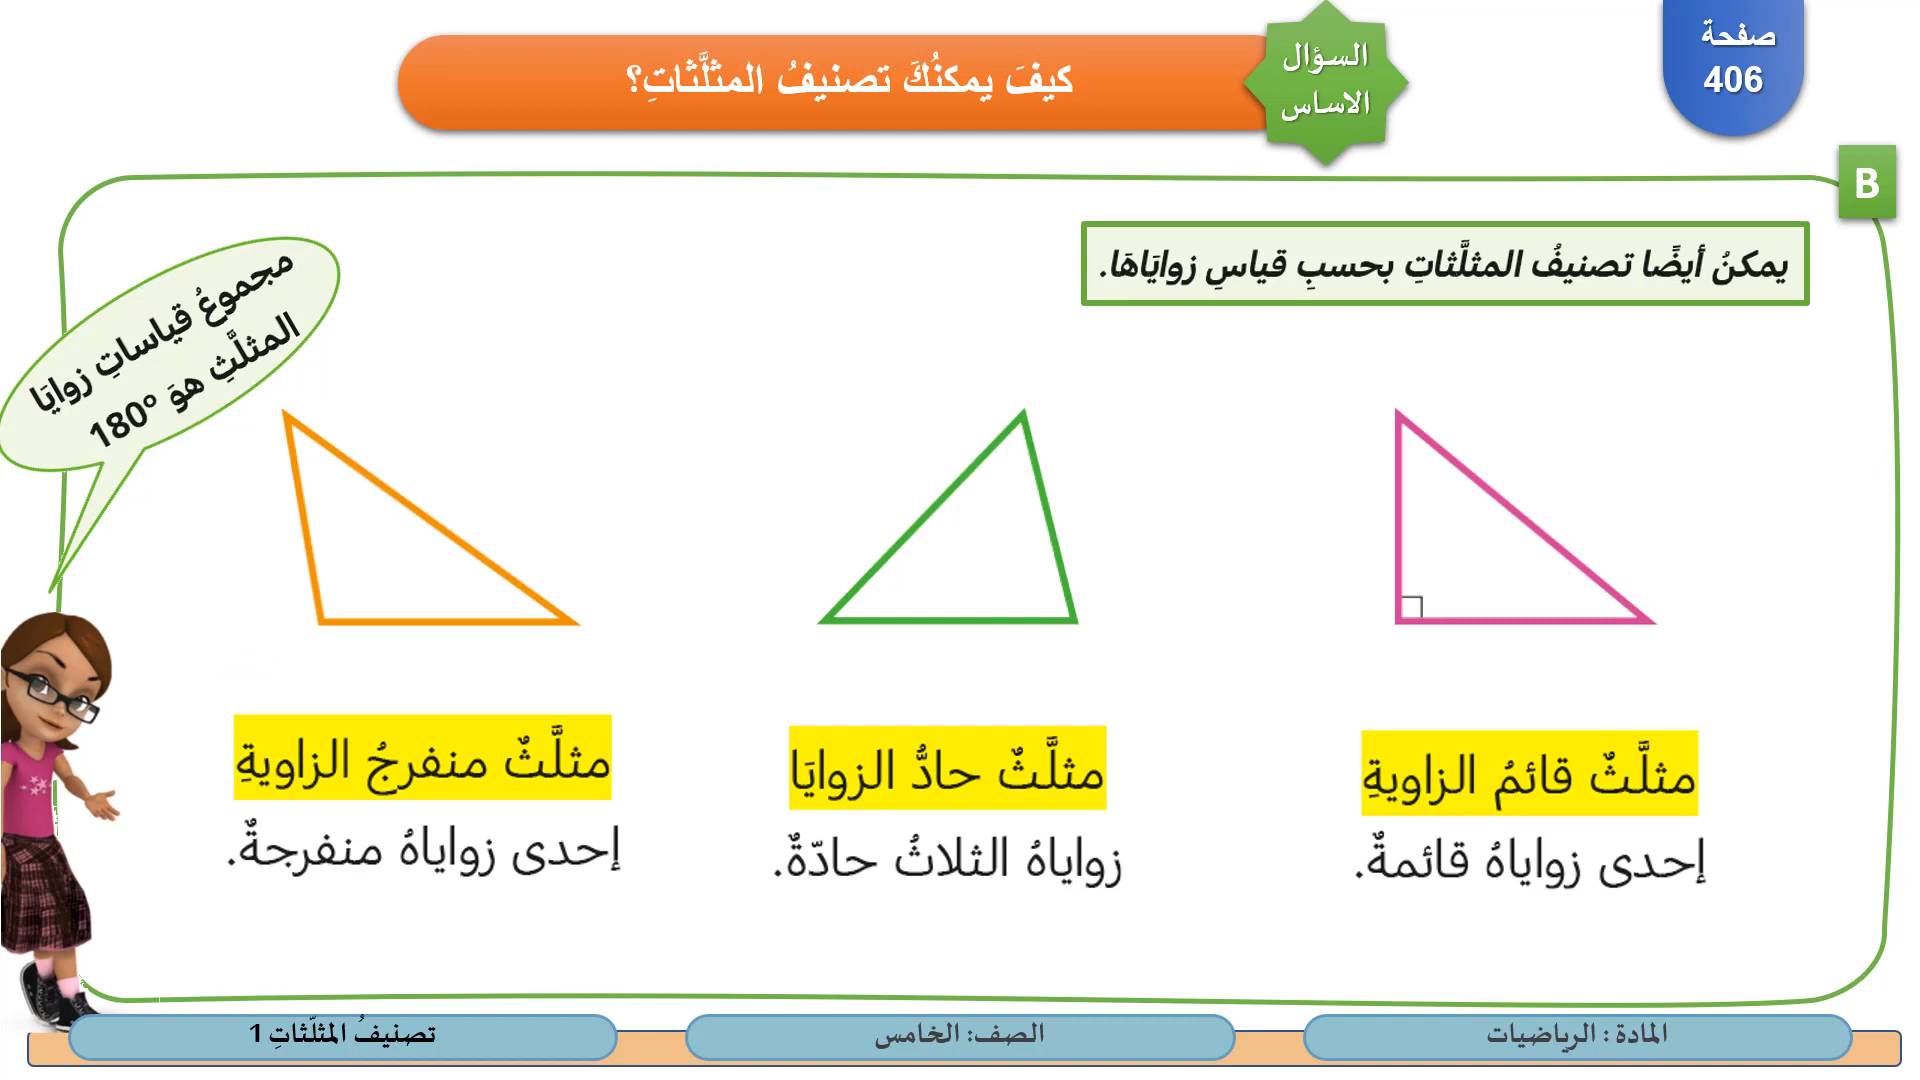 صفحة
406
السؤال
الاساس
كيفَ يمكنُكَ تصنيفُ المثلَّثاتِ؟
B
يمكنُ أيضًا تصنيفُ المثلَّثاتِ بحسبِ قياسِ زوايَاهَا.
مجموعُ قياساتِ زوايَا
المثلَّثِ هوَ 180°
مثلَّثٌ قائمُ الزاويةِ
إحدى زواياهُ قائمةٌ.
مثلَّثٌ حادُّ الزوايَا
زواياهُ الثلاثُ حادّةٌ.
مثلَّثٌ منفرجُ الزاويةِ
إحدى زواياهُ منفرجةٌ.
المادة : الرياضيات
الصف: الخامس
تصنيفُ المثلّثاتِ 1